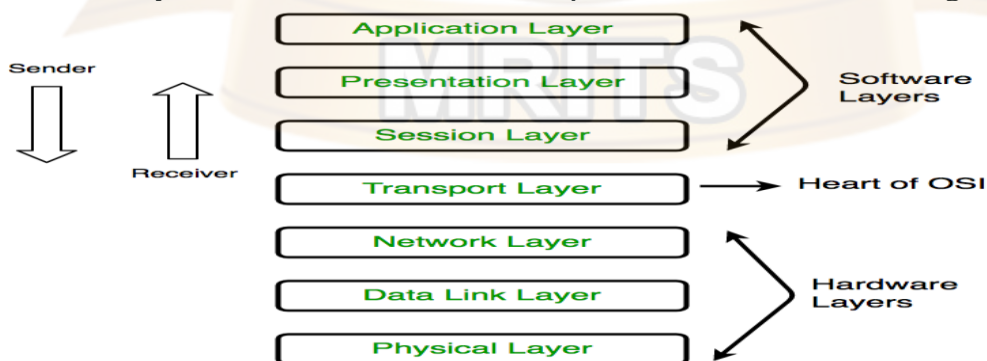 Application Layer
Sender
Presentation Layer
Software
Layers
MRITS
Session Layer
Receiver
Transport Layer
Heart of OSI
Network Layer
Hardware
Layers
Data Link Layer
Physical Layer